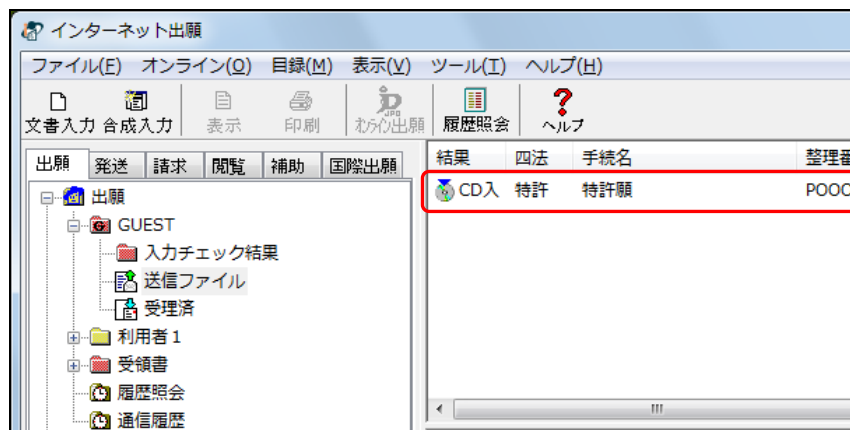 インターネット出願
ファイル(F) オンライン(O) 目録(M) 表示(V) ツール(T) ヘルプ(H)
文書入力 合成入力 表示 印刷 オンライン出願 履歴照会 ヘルプ
出願 発送 請求 閲覧 補助 国際出願
結果 四法 手続名 整理番
CD入 特許 特許願 POOO
出願
GUEST
入力チェック結果
送信ファイル
受理済
利用者1
受領書
履歴照会
通信履歴